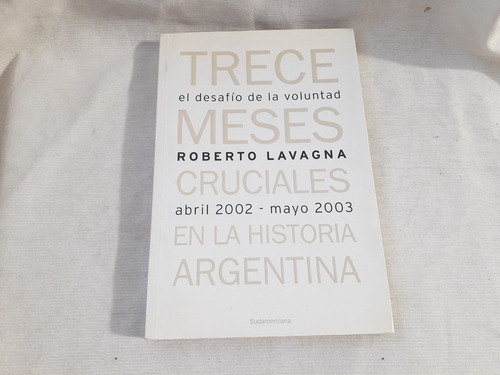 TRECE
el desafío de la voluntad
MESES
ROBERTO LAVAGNA
CRUCIALES
abril 2002 - mayo 2003
EN LA HISTORIA
ARGENTINA
Sudamericana